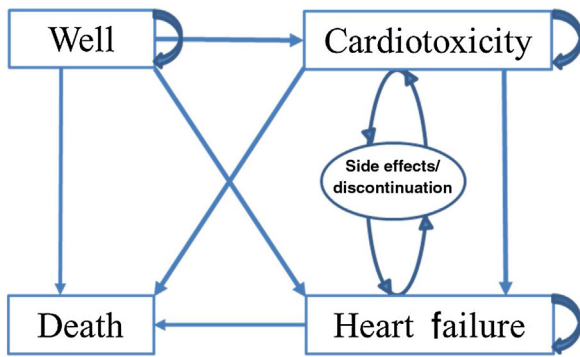 Well
Cardiotoxicity
Side effects/
discontinuation
Death
Heart failure